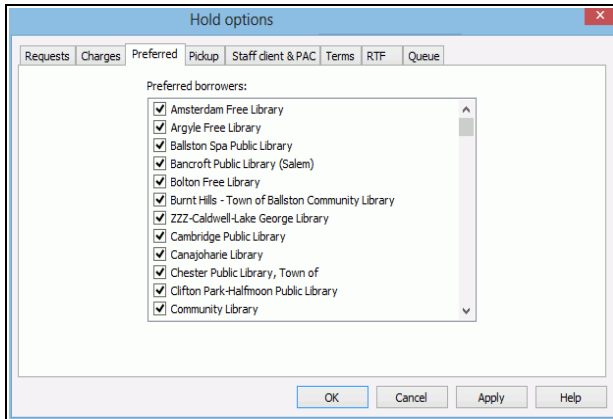 Hold options
Requests Charges Preferred Pickup Staff client & PAC Terms RTF Queue
Preferred borrowers:
Amsterdam Free Library
Argyle Free Library
Ballston Spa Public Library
Bancroft Public Library (Salem)
Bolton Free Library
Burnt Hills - Town of Ballston Community Library
ZZZ-Caldwell-Lake George Library
Cambridge Public Library
Canajoharie Library
Chester Public Library, Town of
Clifton Park-Halfmoon Public Library
Community Library
OK Cancel Apply Help